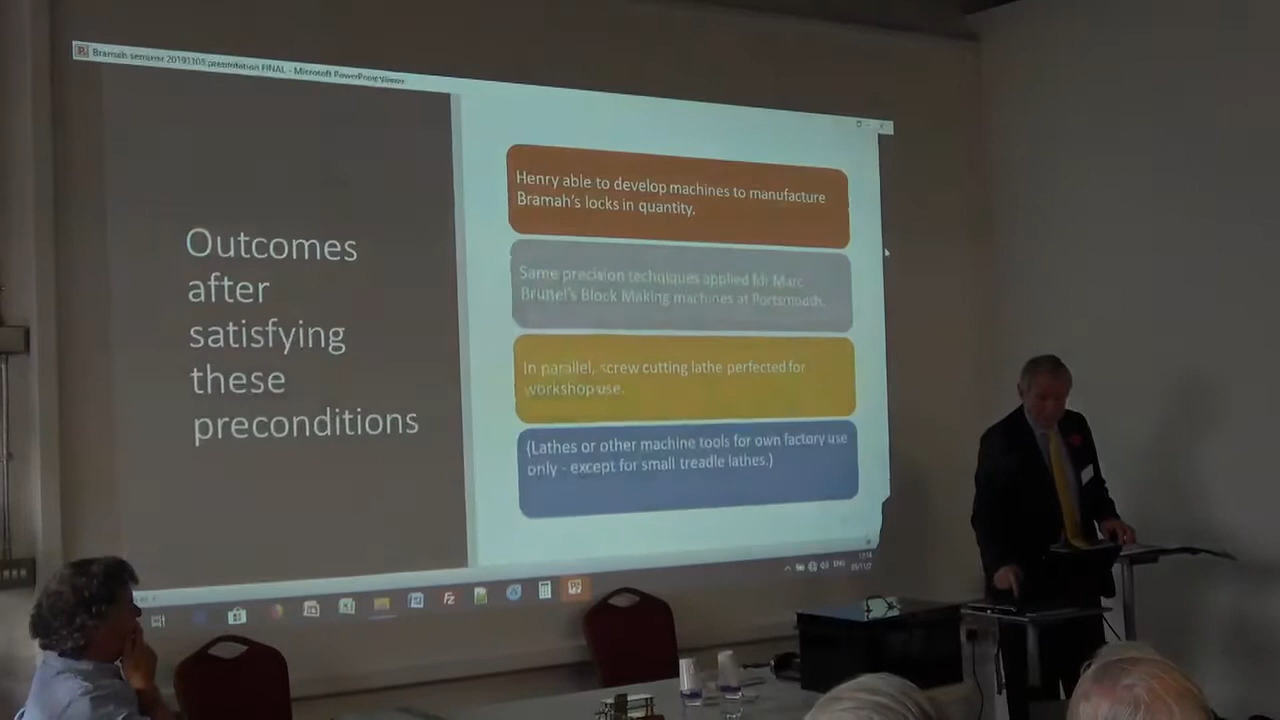 Bramah seminar 20191105 presentation FINAL - Microsoft PowerPoint Viewer
Outcomes
after
satisfying
these
preconditions
Henry able to develop machines to manufacture
Bramah's locks in quantity.
Same precision techniques applied for Marc
Brunel's Block Making machines at Portsmouth.
In parallel, screw cutting lathe perfected for
workshop use.
(Lathes or other machine tools for own factory use
only - except for small treadle lathes.)
ENG